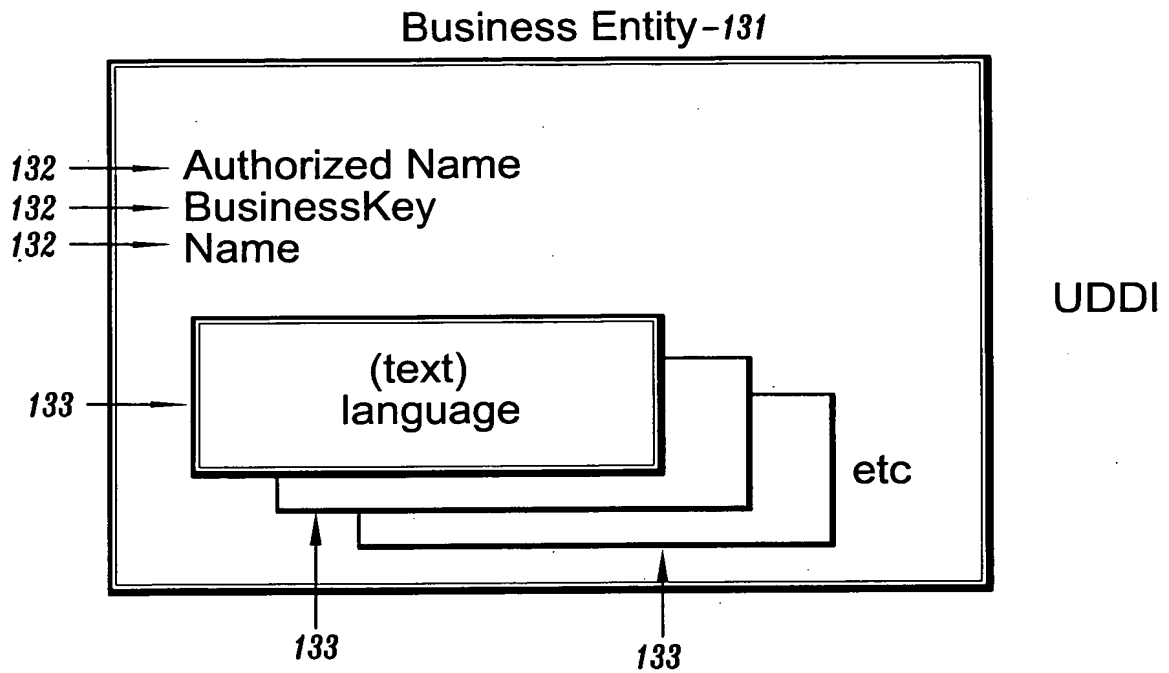 Business Entity-131
132 Authorized Name
132 BusinessKey
132 Name
UDDI
(text)
133 language
etc
133 133